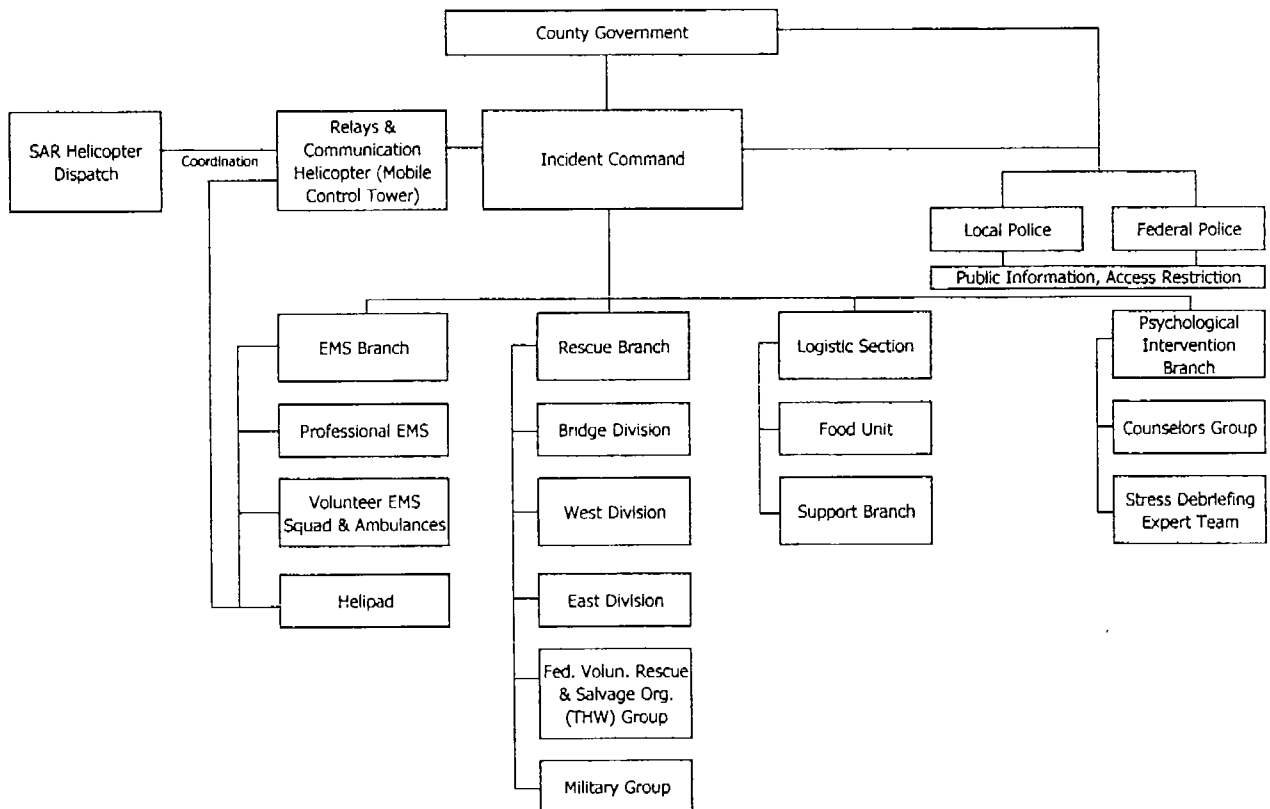 County Government
SAR Helicopter
Dispatch
Coordination
Relays &
Communication
Helicopter (Mobile
Control Tower)
Incident Command
Local Police
Federal Police
Public Information, Access Restriction
EMS Branch
Professional EMS
Volunteer EMS
Squad & Ambulances
Helipad
Rescue Branch
Bridge Division
West Division
East Division
Fed. Volun. Rescue
& Salvage Org.
(THW) Group
Military Group
Logistic Section
Food Unit
Support Branch
Psychological
Intervention
Branch
Counselors Group
Stress Debriefing
Expert Team